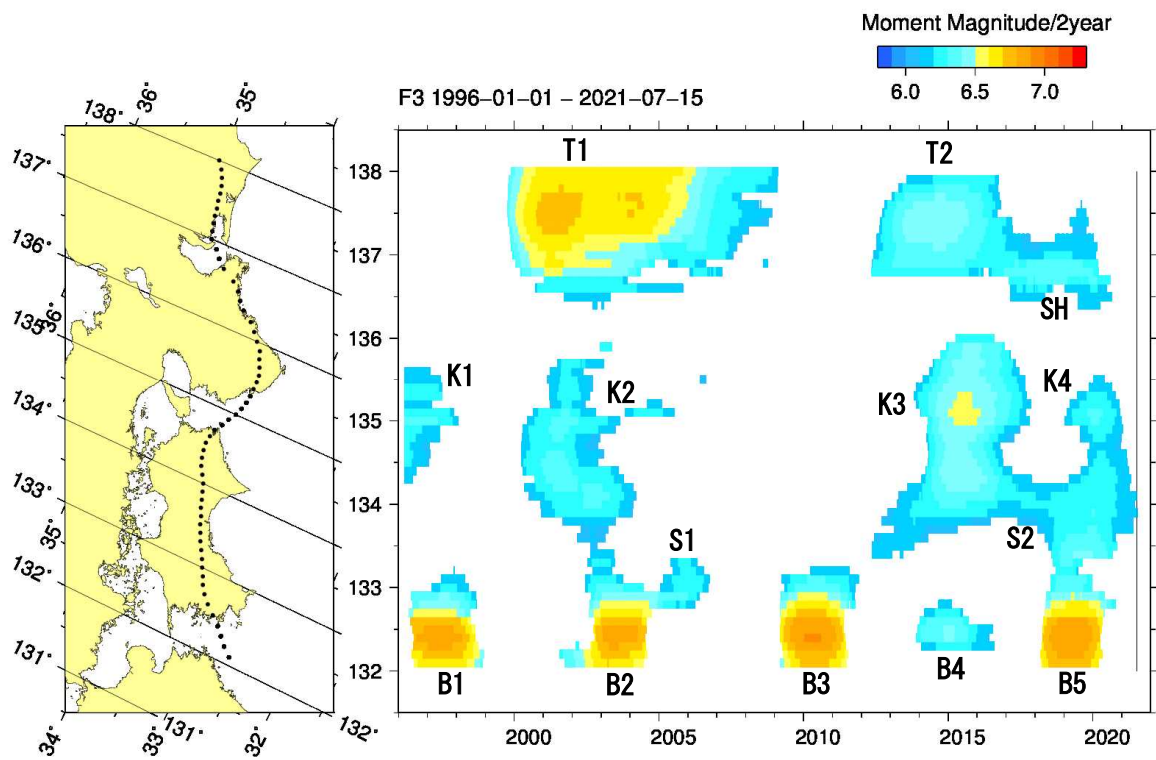 Moment Magnitude/2year
6.0 6.5 7.0
F3 1996-01-01 - 2021-07-15
138° 36° 35°
137°
136°
36°
135°
134°
133°
35°
132°
131°
34° 33° 131° 32° 132°
138
137
136
135
134
133
132
T1 T2
SH
K1 K2 K3 K4
S1 S2
B1 B2 B3 B4 B5
2000 2005 2010 2015 2020